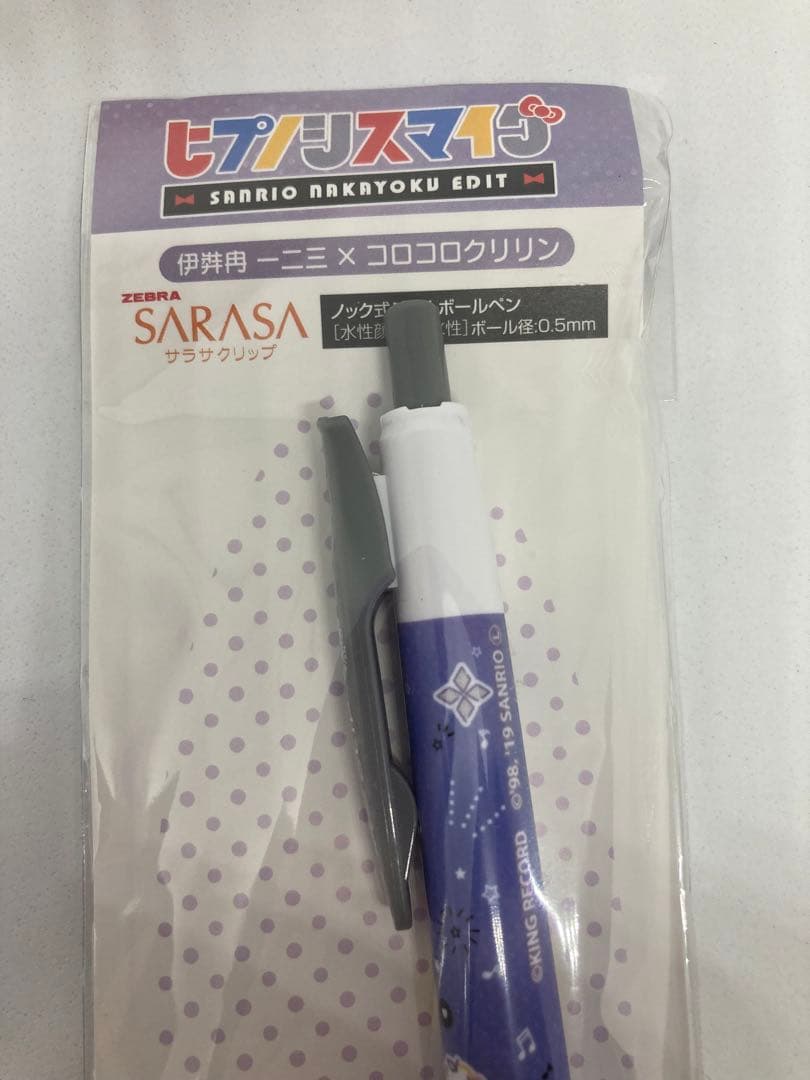 ヒプノシスマイク
SANRIO NAKAYOKU EDIT
伊弉冉 一二三 × コロコロクリリン
ZEBRA
SARASA
サラサクリップ
ノック式 ボールペン
[水性顔 性] ボール径:0.5mm
©'98, '19 SANRIO Ⓛ
©KING RECORD